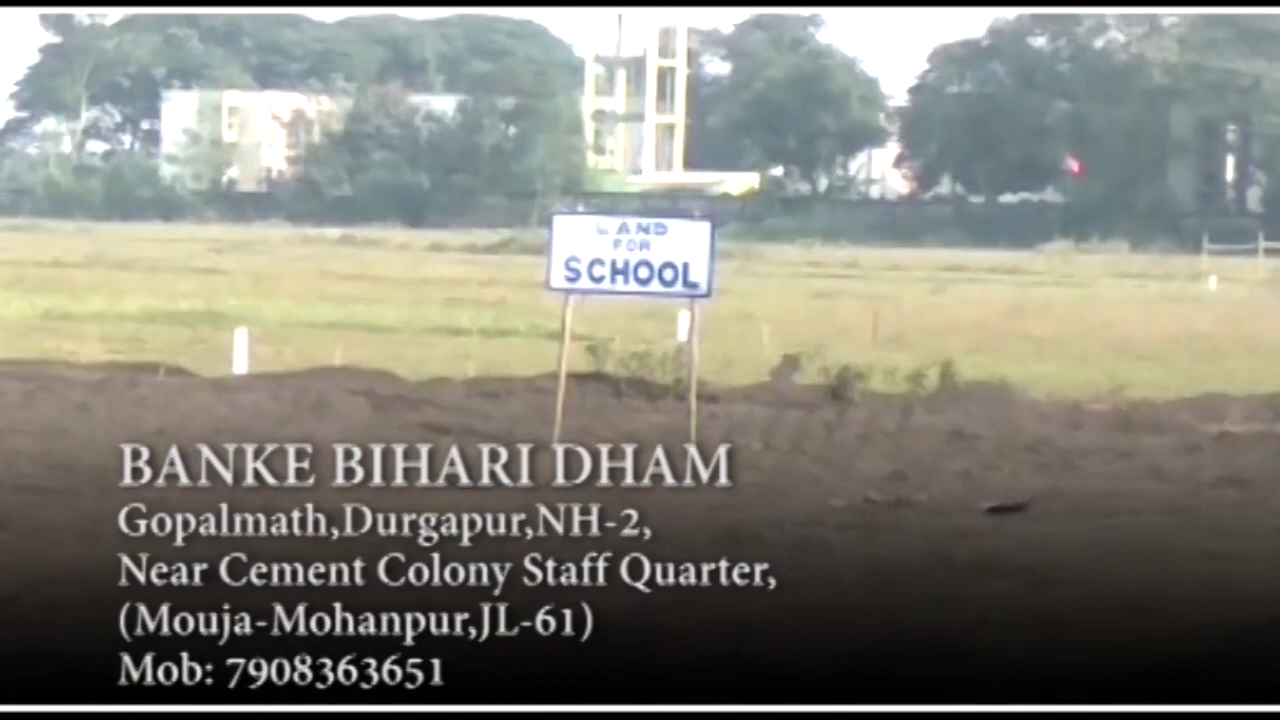 LAND
FOR
SCHOOL
BANKE BIHARI DHAM
Gopalmath,Durgapur,NH-2,
Near Cement Colony Staff Quarter,
(Mouja-Mohanpur,JL-61)
Mob: 7908363651